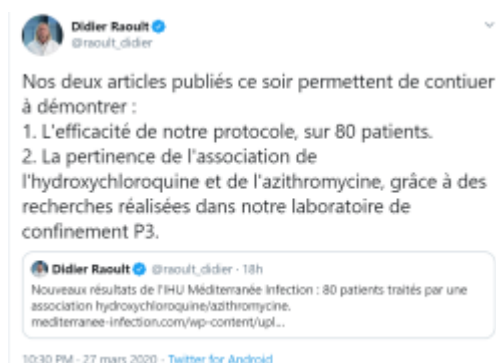 Didier Raoult
@raoult_didier
Nos deux articles publiés ce soir permettent de contiuer
à démontrer :
1. L'efficacité de notre protocole, sur 80 patients.
2. La pertinence de l'association de
l'hydroxychloroquine et de l'azithromycine, grâce à des
recherches réalisées dans notre laboratoire de
confinement P3.
Didier Raoult @raoult_didier · 18h
Nouveaux résultats de l'IHU Méditerranée Infection : 80 patients traités par une
association hydroxychloroquine/azithromycine.
mediterranee-infection.com/wp-content/upl...
10:30 PM · 27 mars 2020 · Twitter for Android